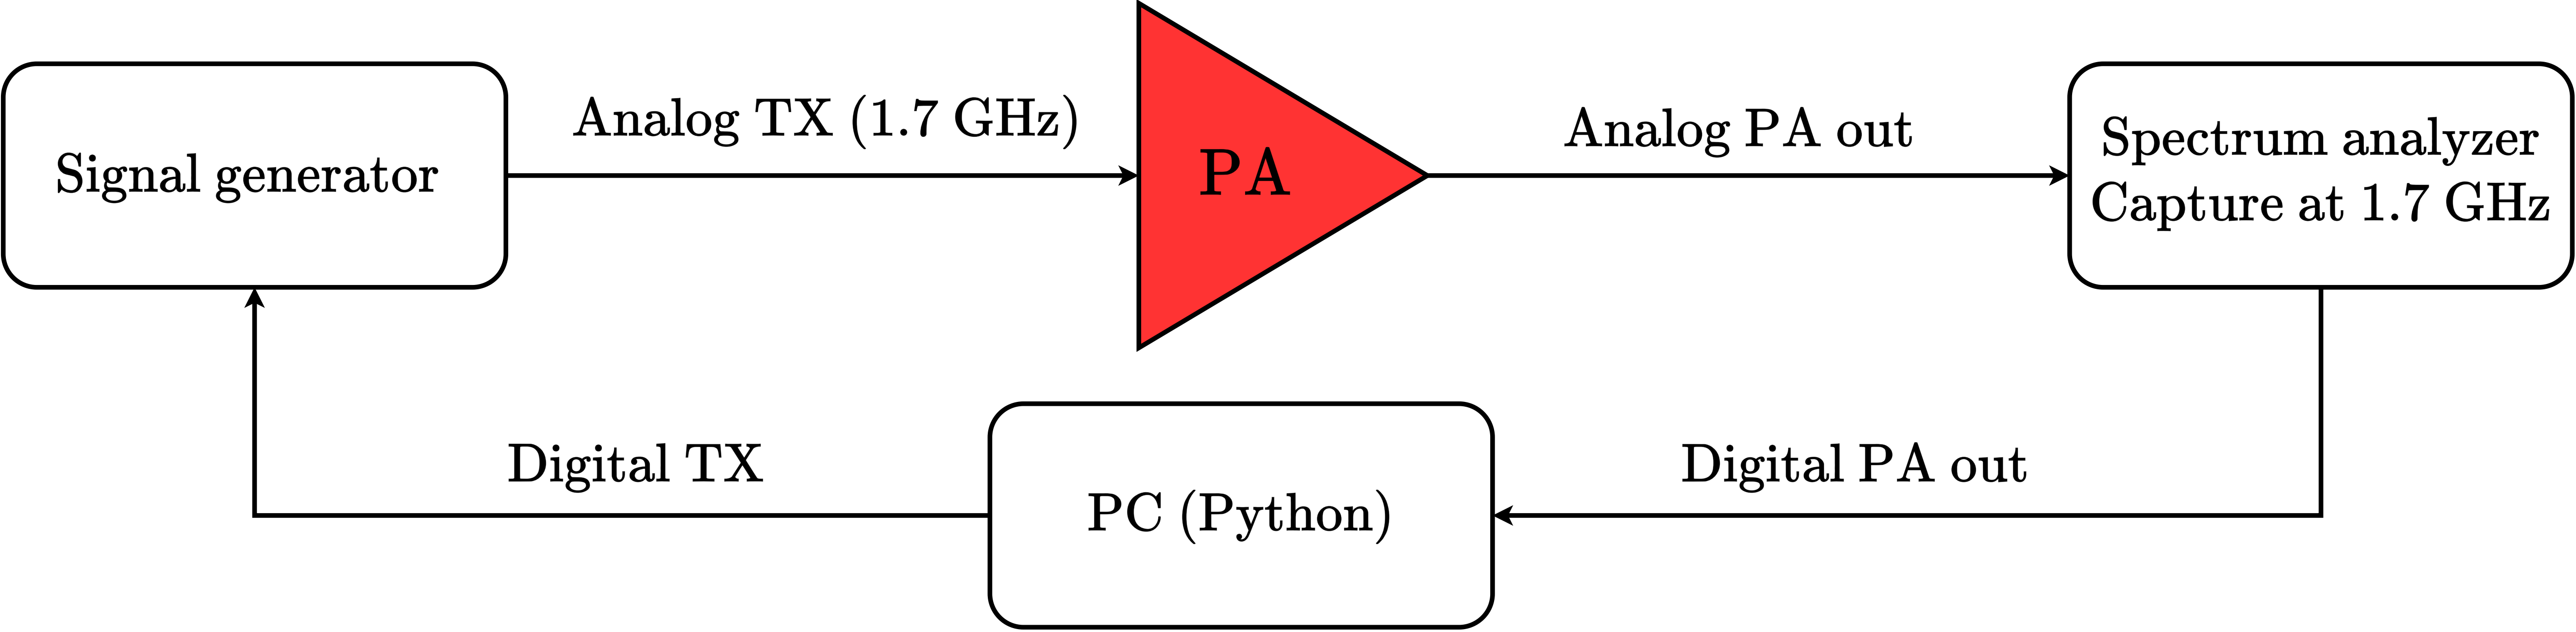 Signal generator
Analog TX (1.7 GHz)
PA
Analog PA out
Spectrum analyzer
Capture at 1.7 GHz
Digital TX
PC (Python)
Digital PA out